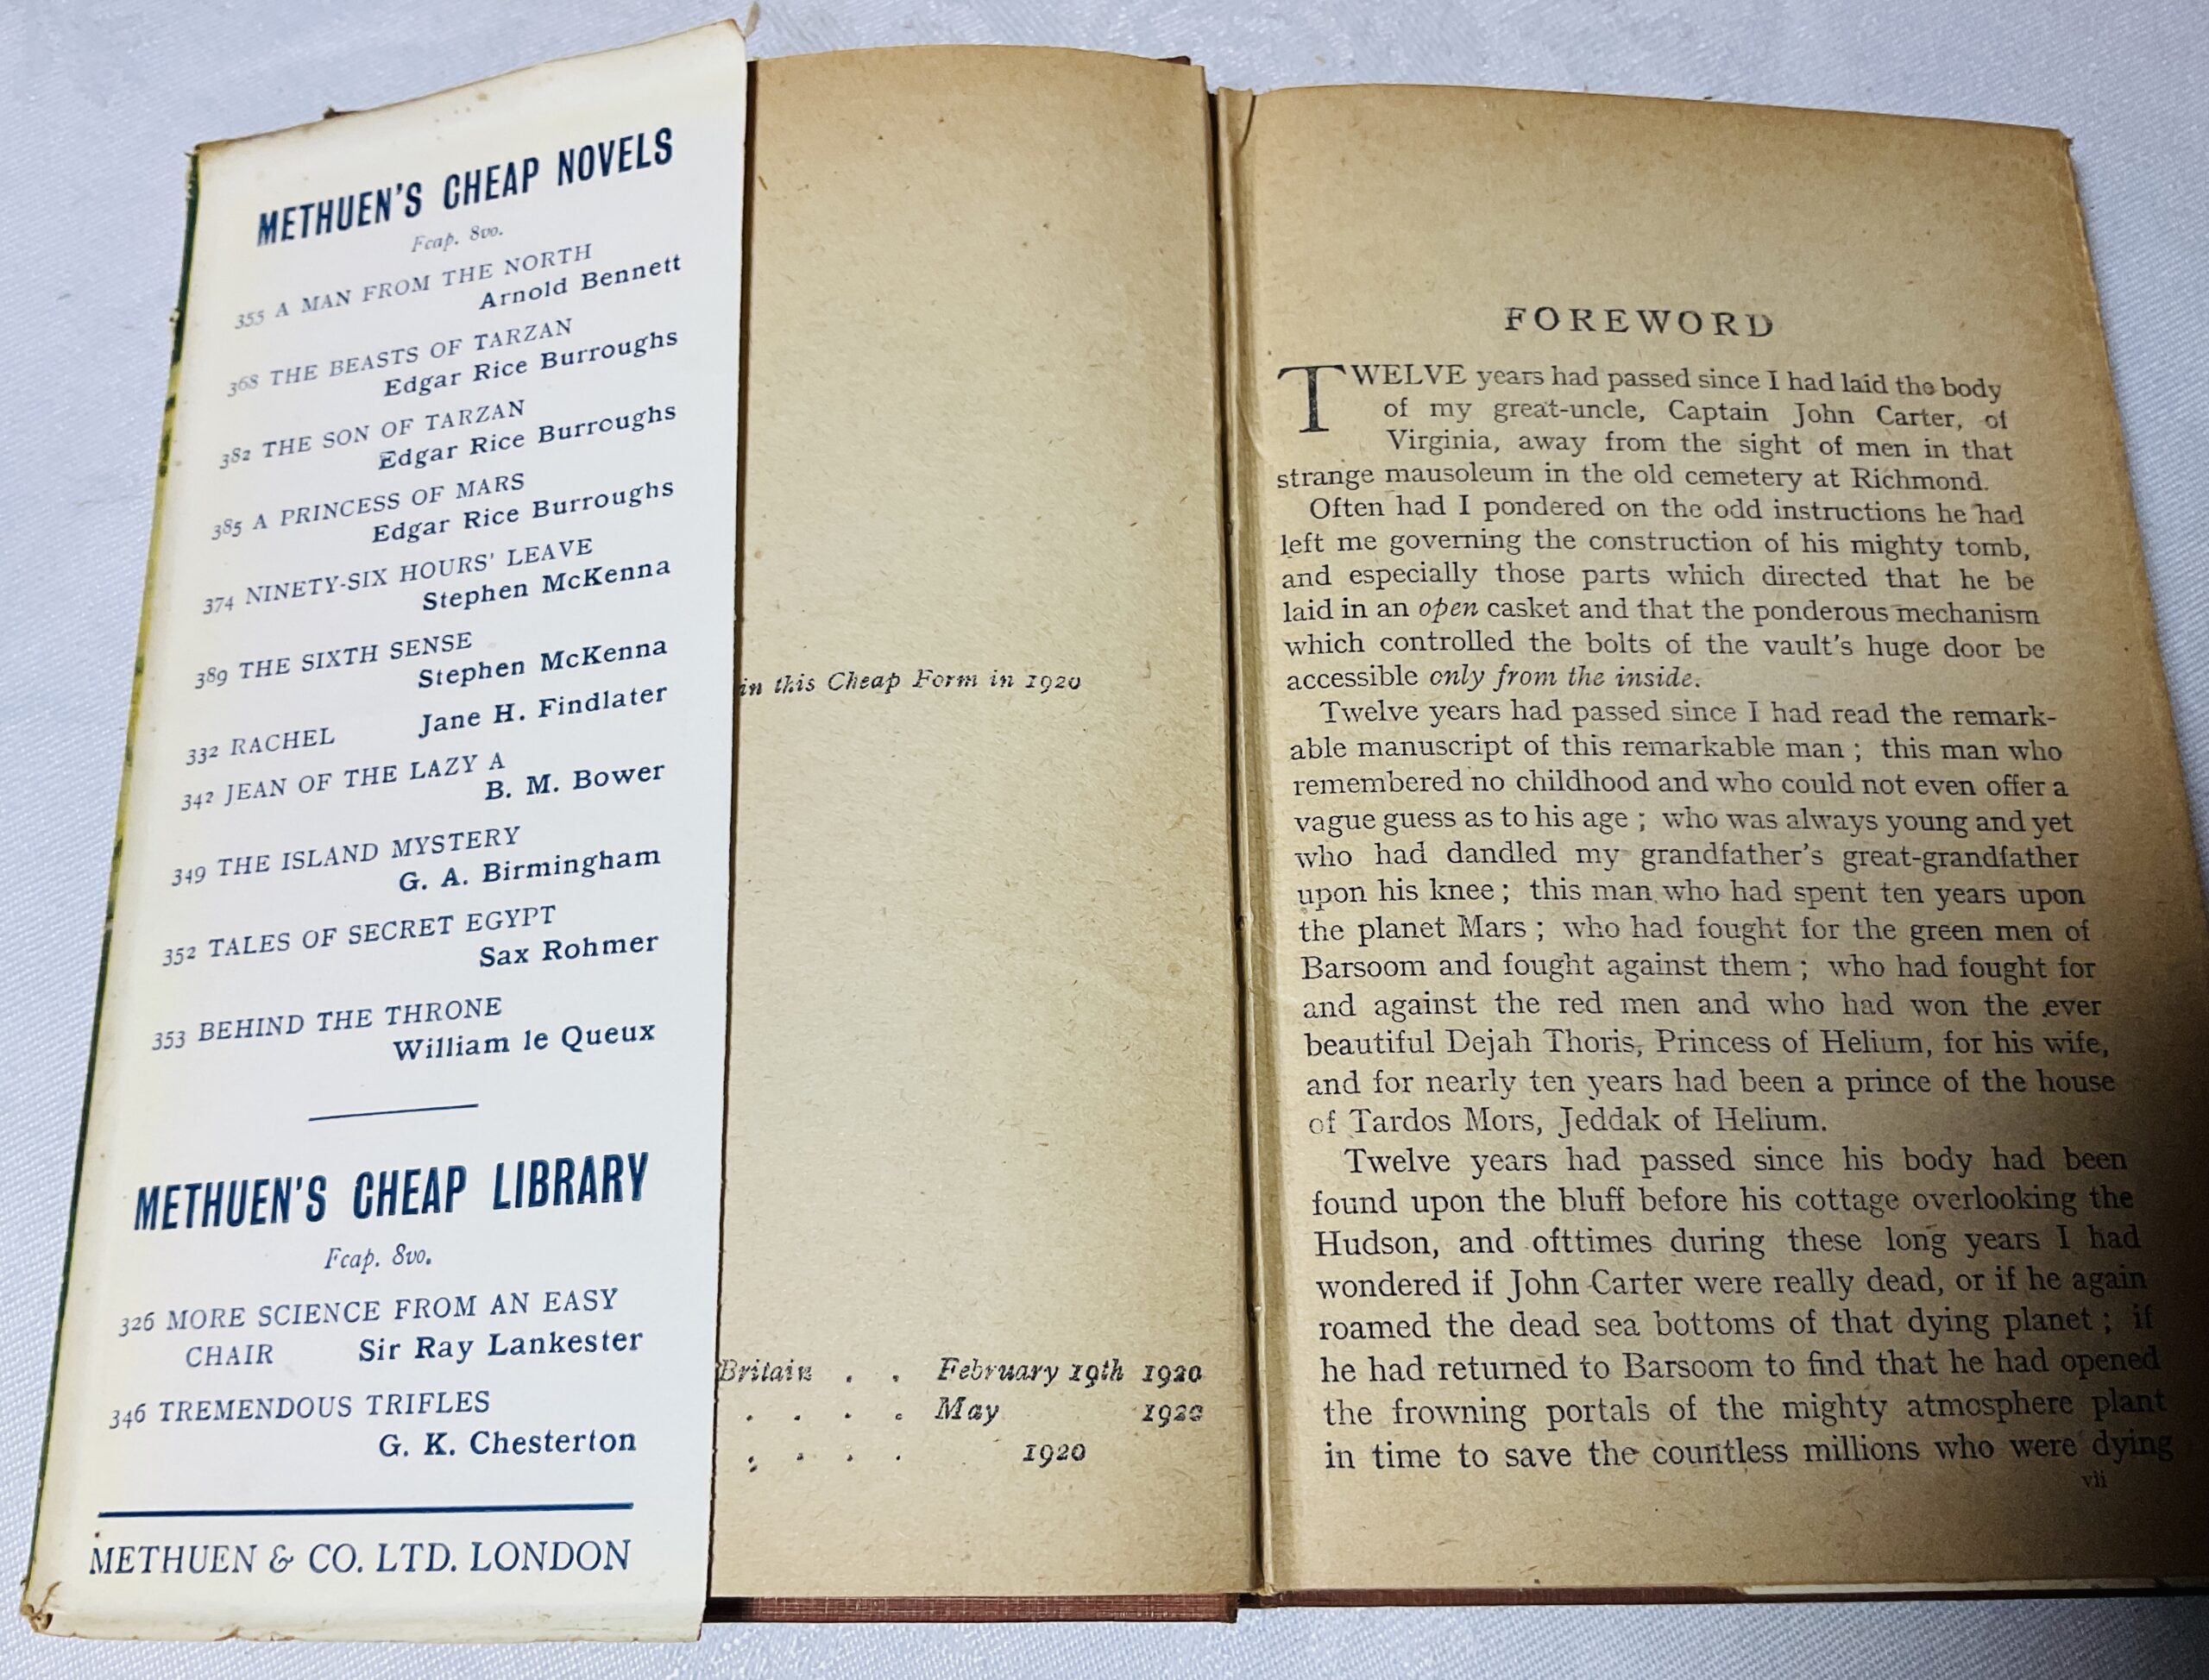 METHUEN'S CHEAP NOVELS
Fcap. 8vo.
355 A MAN FROM THE NORTH
Arnold Bennett
368 THE BEASTS OF TARZAN
Edgar Rice Burroughs
382 THE SON OF TARZAN
Edgar Rice Burroughs
385 A PRINCESS OF MARS
Edgar Rice Burroughs
374 NINETY-SIX HOURS' LEAVE
Stephen McKenna
389 THE SIXTH SENSE
Stephen McKenna
332 RACHEL Jane H. Findlater
342 JEAN OF THE LAZY A
B. M. Bower
349 THE ISLAND MYSTERY
G. A. Birmingham
352 TALES OF SECRET EGYPT
Sax Rohmer
353 BEHIND THE THRONE
William le Queux
METHUEN'S CHEAP LIBRARY
Fcap. 8vo.
326 MORE SCIENCE FROM AN EASY
CHAIR Sir Ray Lankester
346 TREMENDOUS TRIFLES
G. K. Chesterton
METHUEN & CO. LTD. LONDON
in this Cheap Form in 1920
Britain . . February 19th 1920
. . . . May 1920
. . . . 1920
FOREWORD
TWELVE years had passed since I had laid the body
of my great-uncle, Captain John Carter, of
Virginia, away from the sight of men in that
strange mausoleum in the old cemetery at Richmond.
Often had I pondered on the odd instructions he had
left me governing the construction of his mighty tomb,
and especially those parts which directed that he be
laid in an open casket and that the ponderous mechanism
which controlled the bolts of the vault's huge door be
accessible only from the inside.
Twelve years had passed since I had read the remark-
able manuscript of this remarkable man ; this man who
remembered no childhood and who could not even offer a
vague guess as to his age ; who was always young and yet
who had dandled my grandfather's great-grandfather
upon his knee ; this man who had spent ten years upon
the planet Mars ; who had fought for the green men of
Barsoom and fought against them ; who had fought for
and against the red men and who had won the ever
beautiful Dejah Thoris, Princess of Helium, for his wife,
and for nearly ten years had been a prince of the house
of Tardos Mors, Jeddak of Helium.
Twelve years had passed since his body had been
found upon the bluff before his cottage overlooking the
Hudson, and ofttimes during these long years I had
wondered if John Carter were really dead, or if he again
roamed the dead sea bottoms of that dying planet ; if
he had returned to Barsoom to find that he had opened
the frowning portals of the mighty atmosphere plant
in time to save the countless millions who were dying
vii